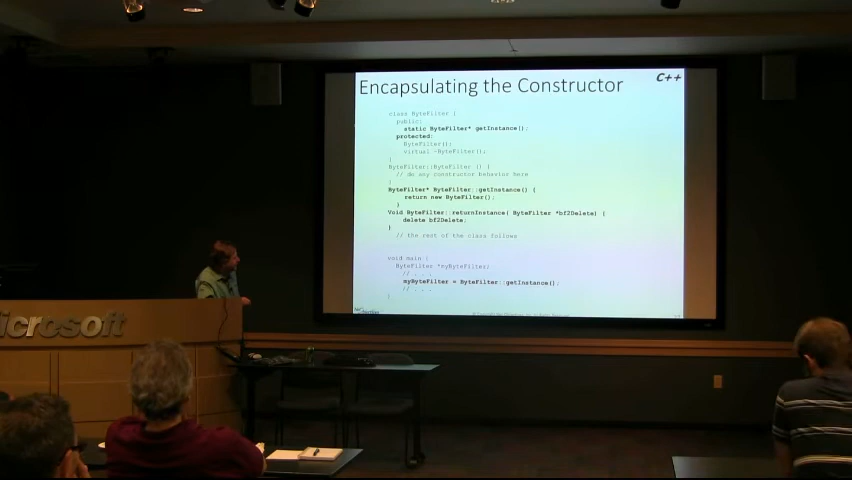 Encapsulating the Constructor
C++
class ByteFilter {
public:
static ByteFilter* getInstance();
protected:
ByteFilter();
virtual ~ByteFilter();
}
ByteFilter::ByteFilter () {
// do any constructor behavior here
}
ByteFilter* ByteFilter::getInstance() {
return new ByteFilter();
}
Void ByteFilter::returnInstance( ByteFilter *bf2Delete) {
delete bf2Delete;
}
// the rest of the class follows
void main {
ByteFilter *myByteFilter;
// . . .
myByteFilter = ByteFilter::getInstance();
// . . .
}
icrosoft